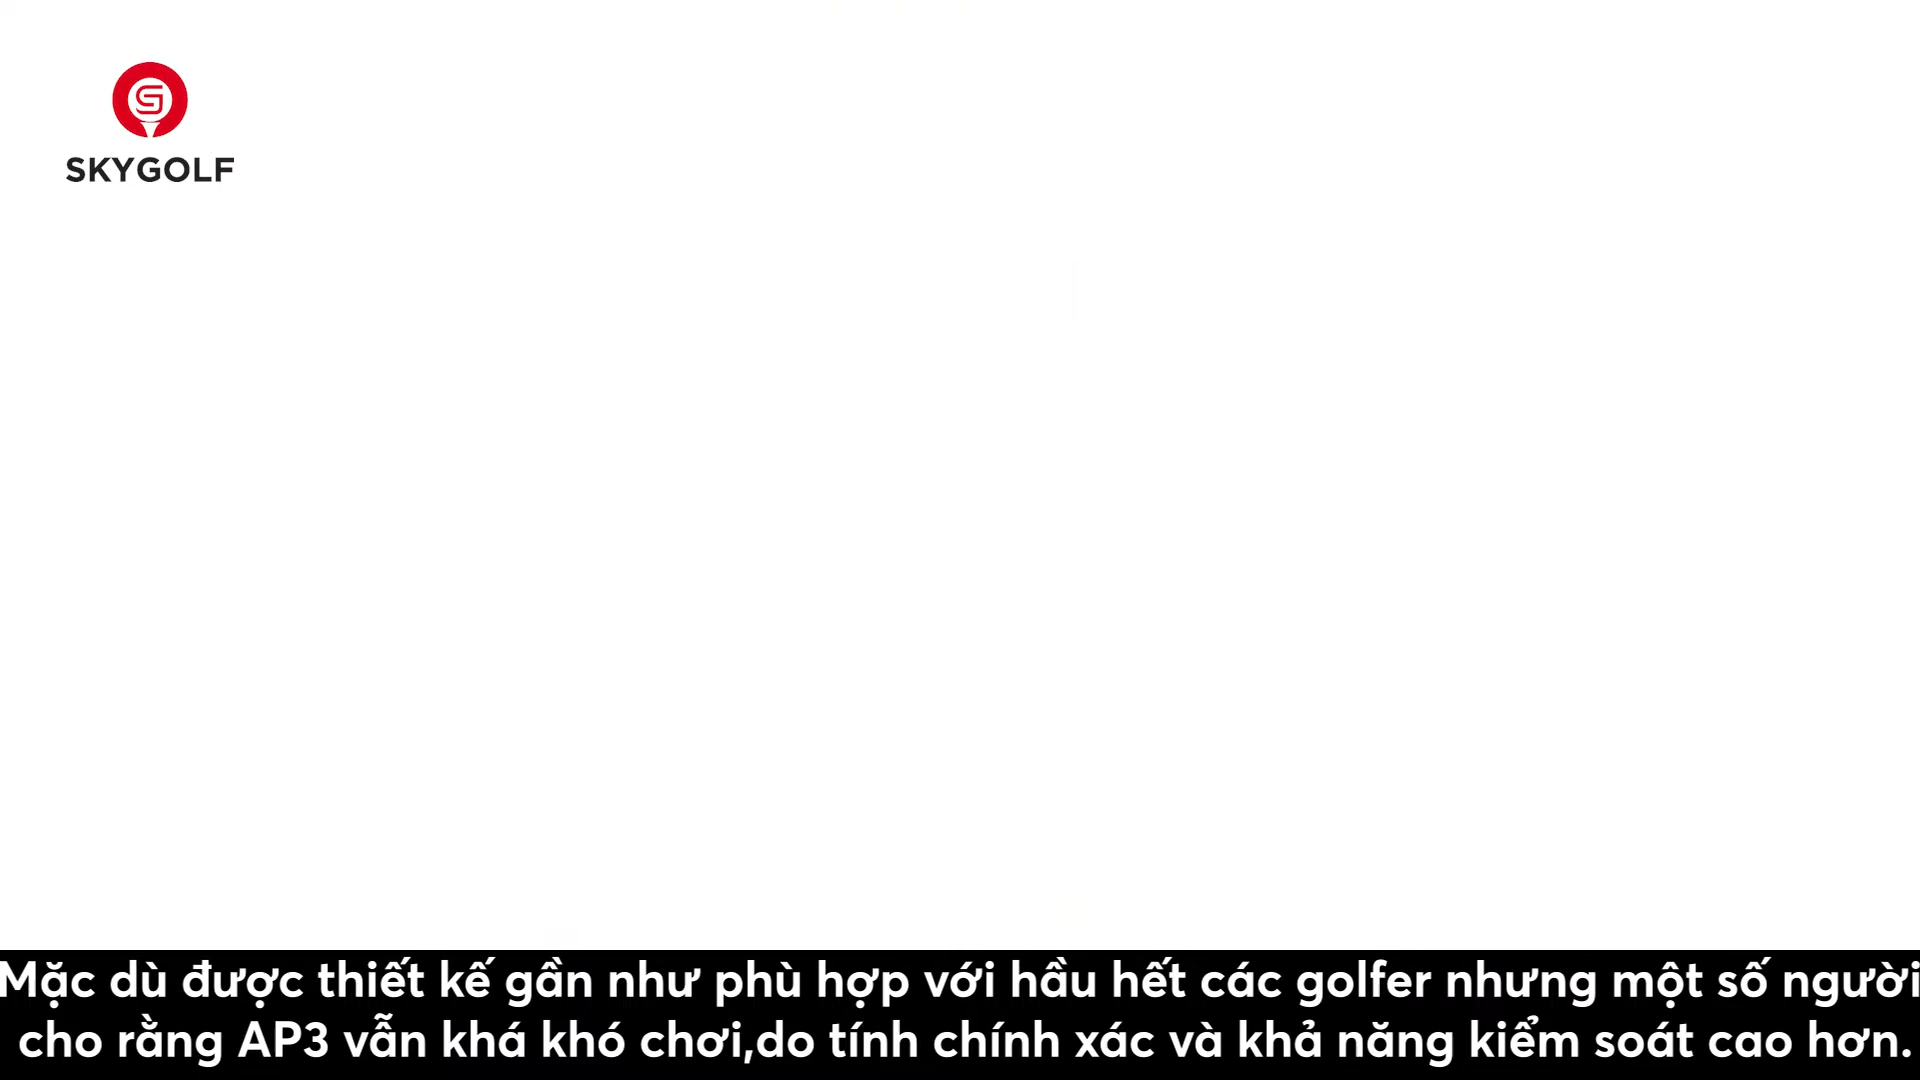 SKYGOLF
Mặc dù được thiết kế gần như phù hợp với hầu hết các golfer nhưng một số người
cho rằng AP3 vẫn khá khó chơi,do tính chính xác và khả năng kiểm soát cao hơn.